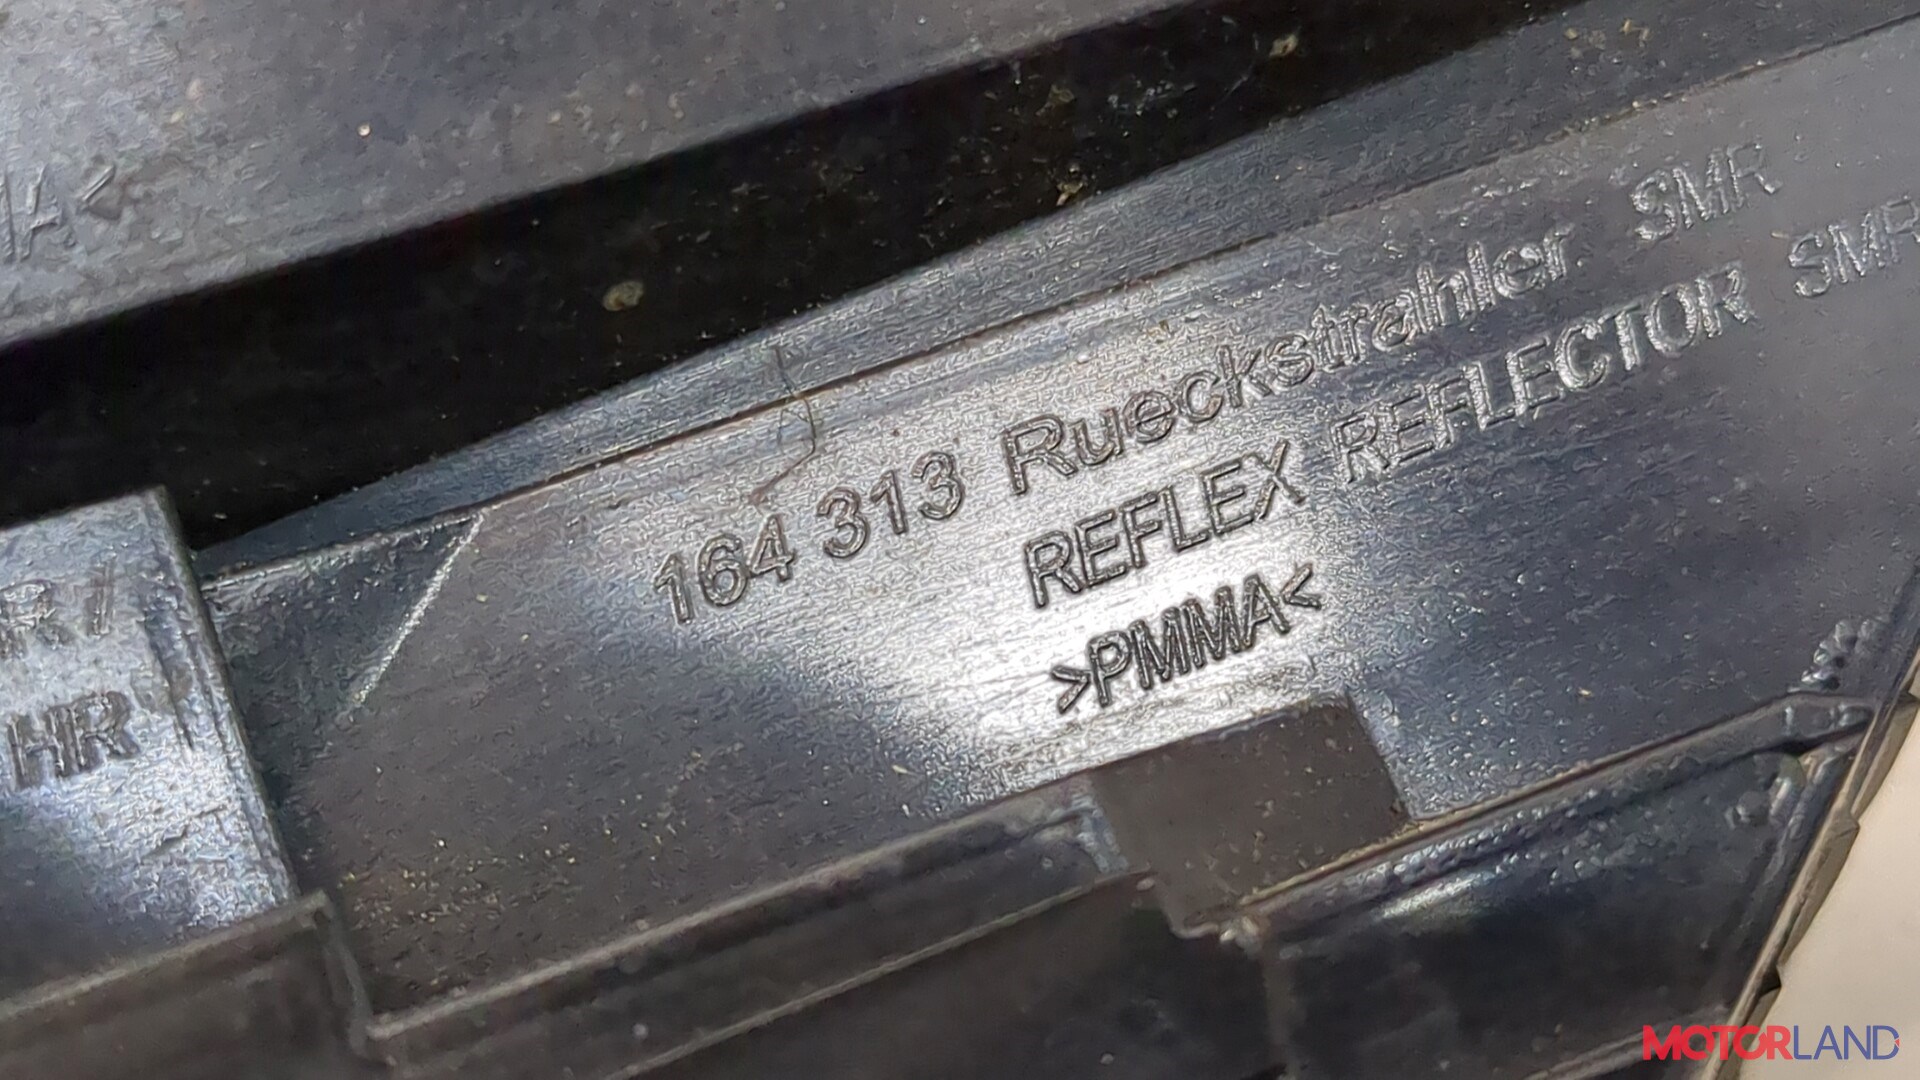 164 313 Rueckstrahler SMR
REFLEX REFLECTOR SMR
>PMMA<
HR
MOTORLAND